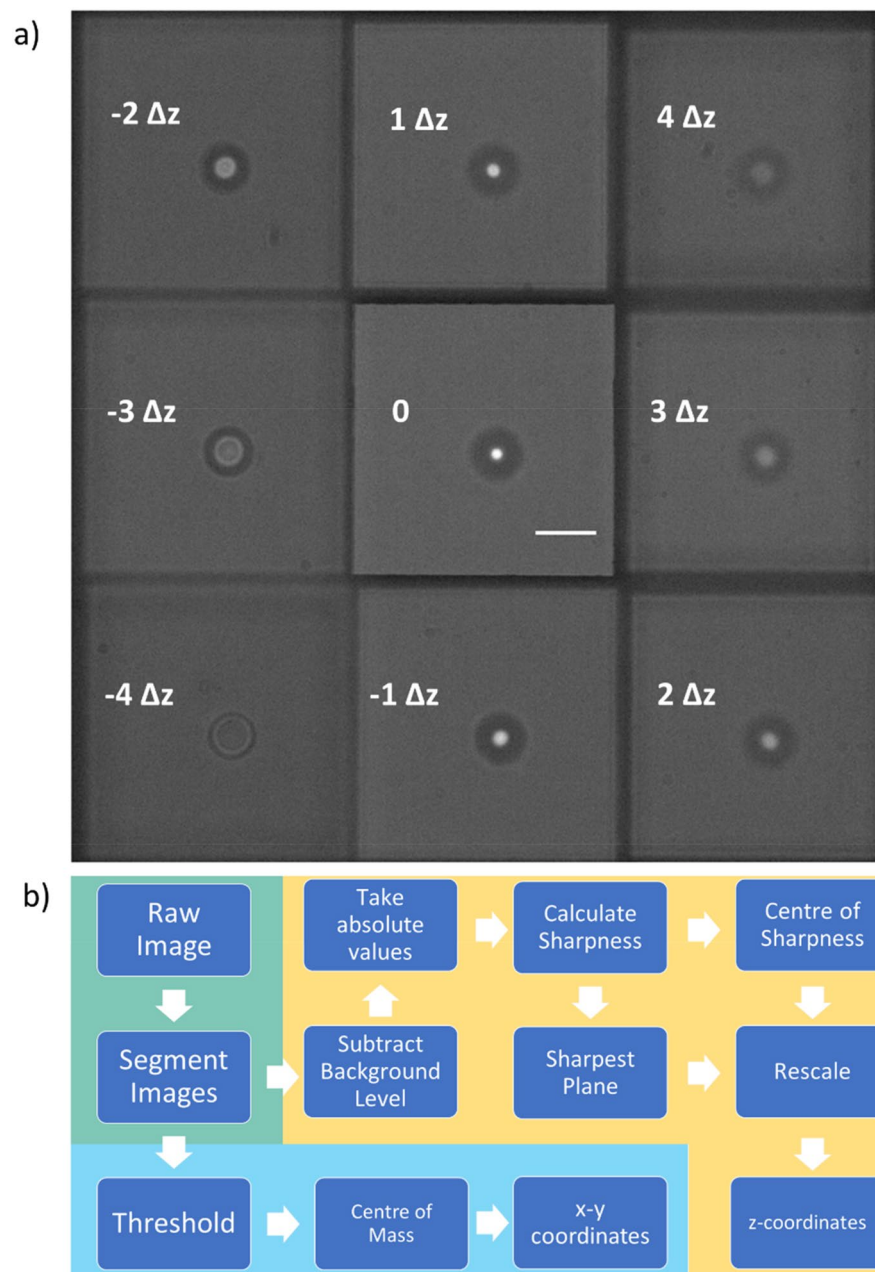 a)
-2 Δz
1 Δz
4 Δz
-3 Δz
0
3 Δz
-4 Δz
-1 Δz
2 Δz
b)
Raw
Image
Take
absolute
values
Calculate
Sharpness
Centre of
Sharpness
Segment
Images
Subtract
Background
Level
Sharpest
Plane
Rescale
Threshold
Centre of
Mass
x-y
coordinates
z-coordinates